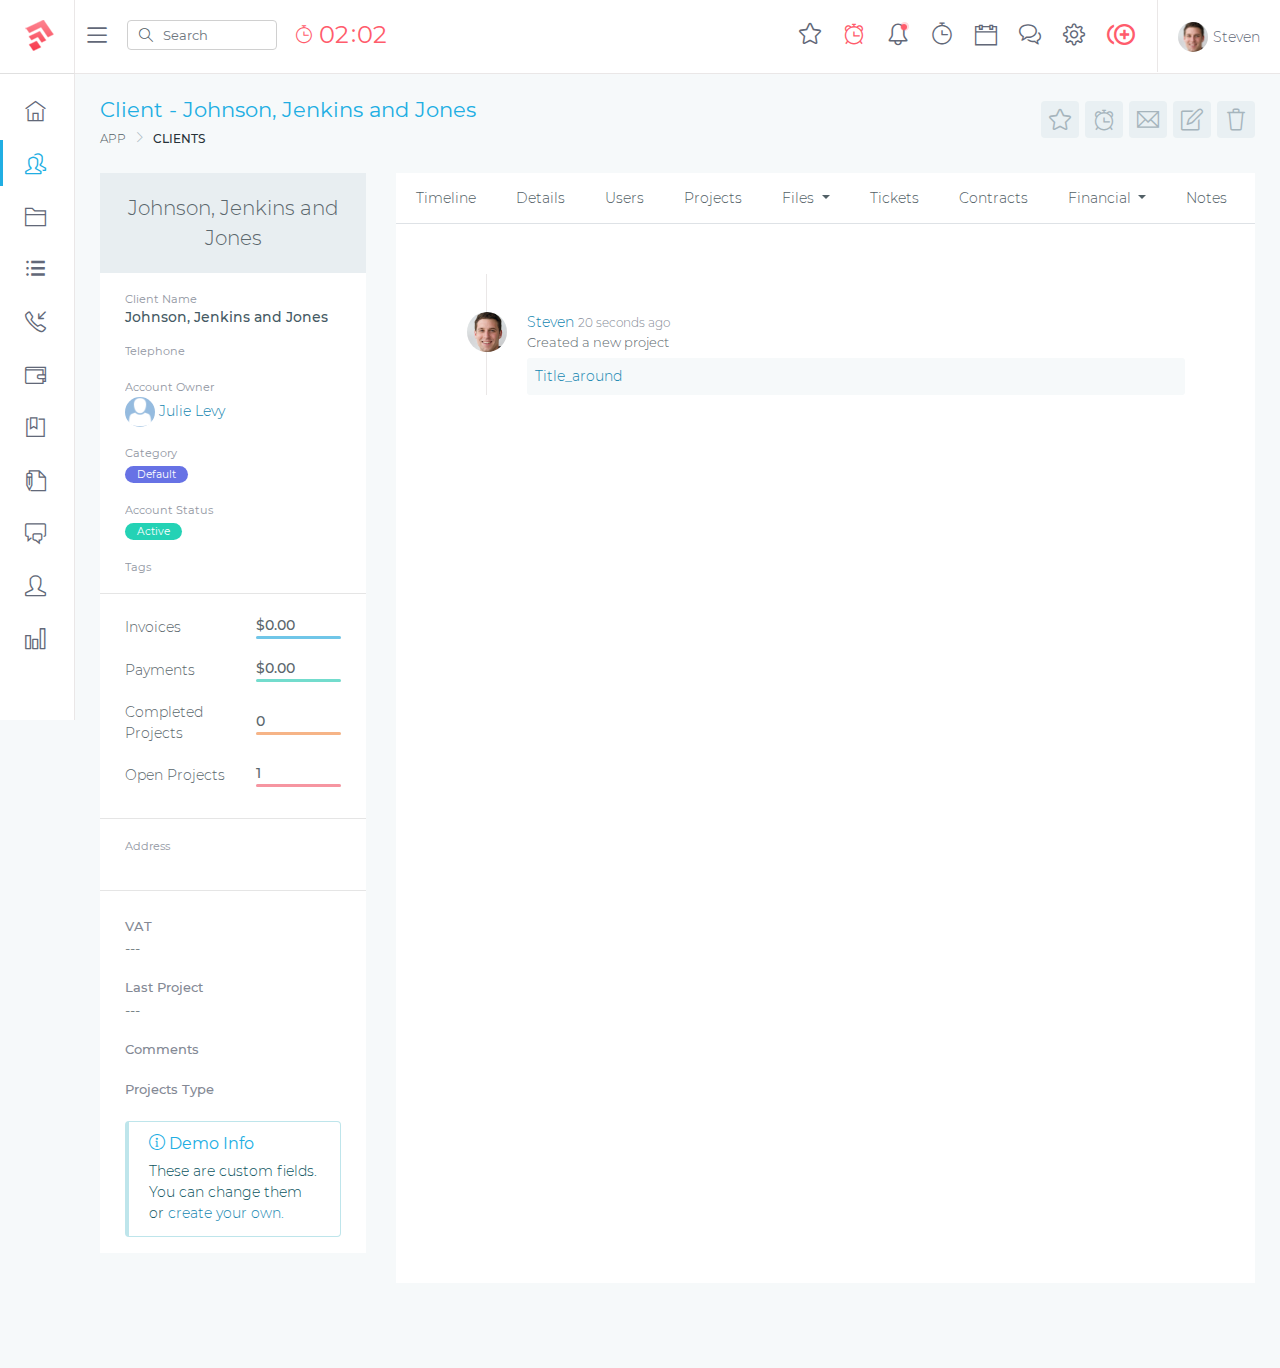 Search
02:02
Steven
Client - Johnson, Jenkins and Jones
APP
CLIENTS
Johnson, Jenkins and
Jones
Client Name
Johnson, Jenkins and Jones
Telephone
Account Owner
Julie Levy
Category
Default
Account Status
Active
Tags
Invoices
$0.00
Payments
$0.00
Completed
Projects
0
Open Projects
1
Address
VAT
---
Last Project
---
Comments
Projects Type
Demo Info
These are custom fields.
You can change them
or create your own.
Timeline
Details
Users
Projects
Files
Tickets
Contracts
Financial
Notes
Steven 20 seconds ago
Created a new project
Title_around